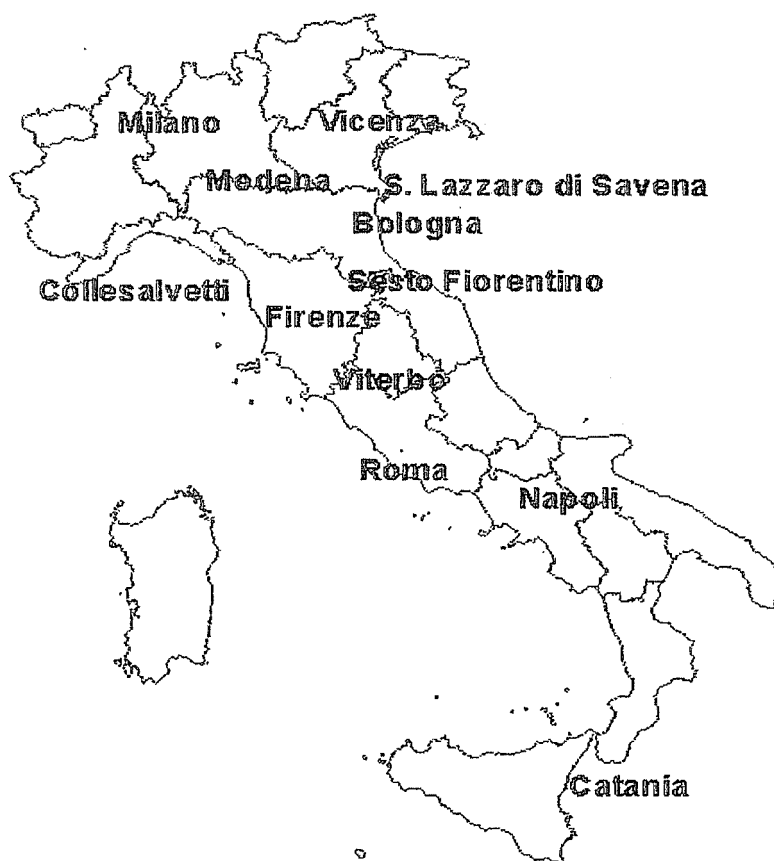 Milano
Vicenza
Modena
S. Lazzaro di Savena
Bologna
Collesalvetti
Sesto Fiorentino
Firenze
Viterbo
Roma
Napoli
Catania